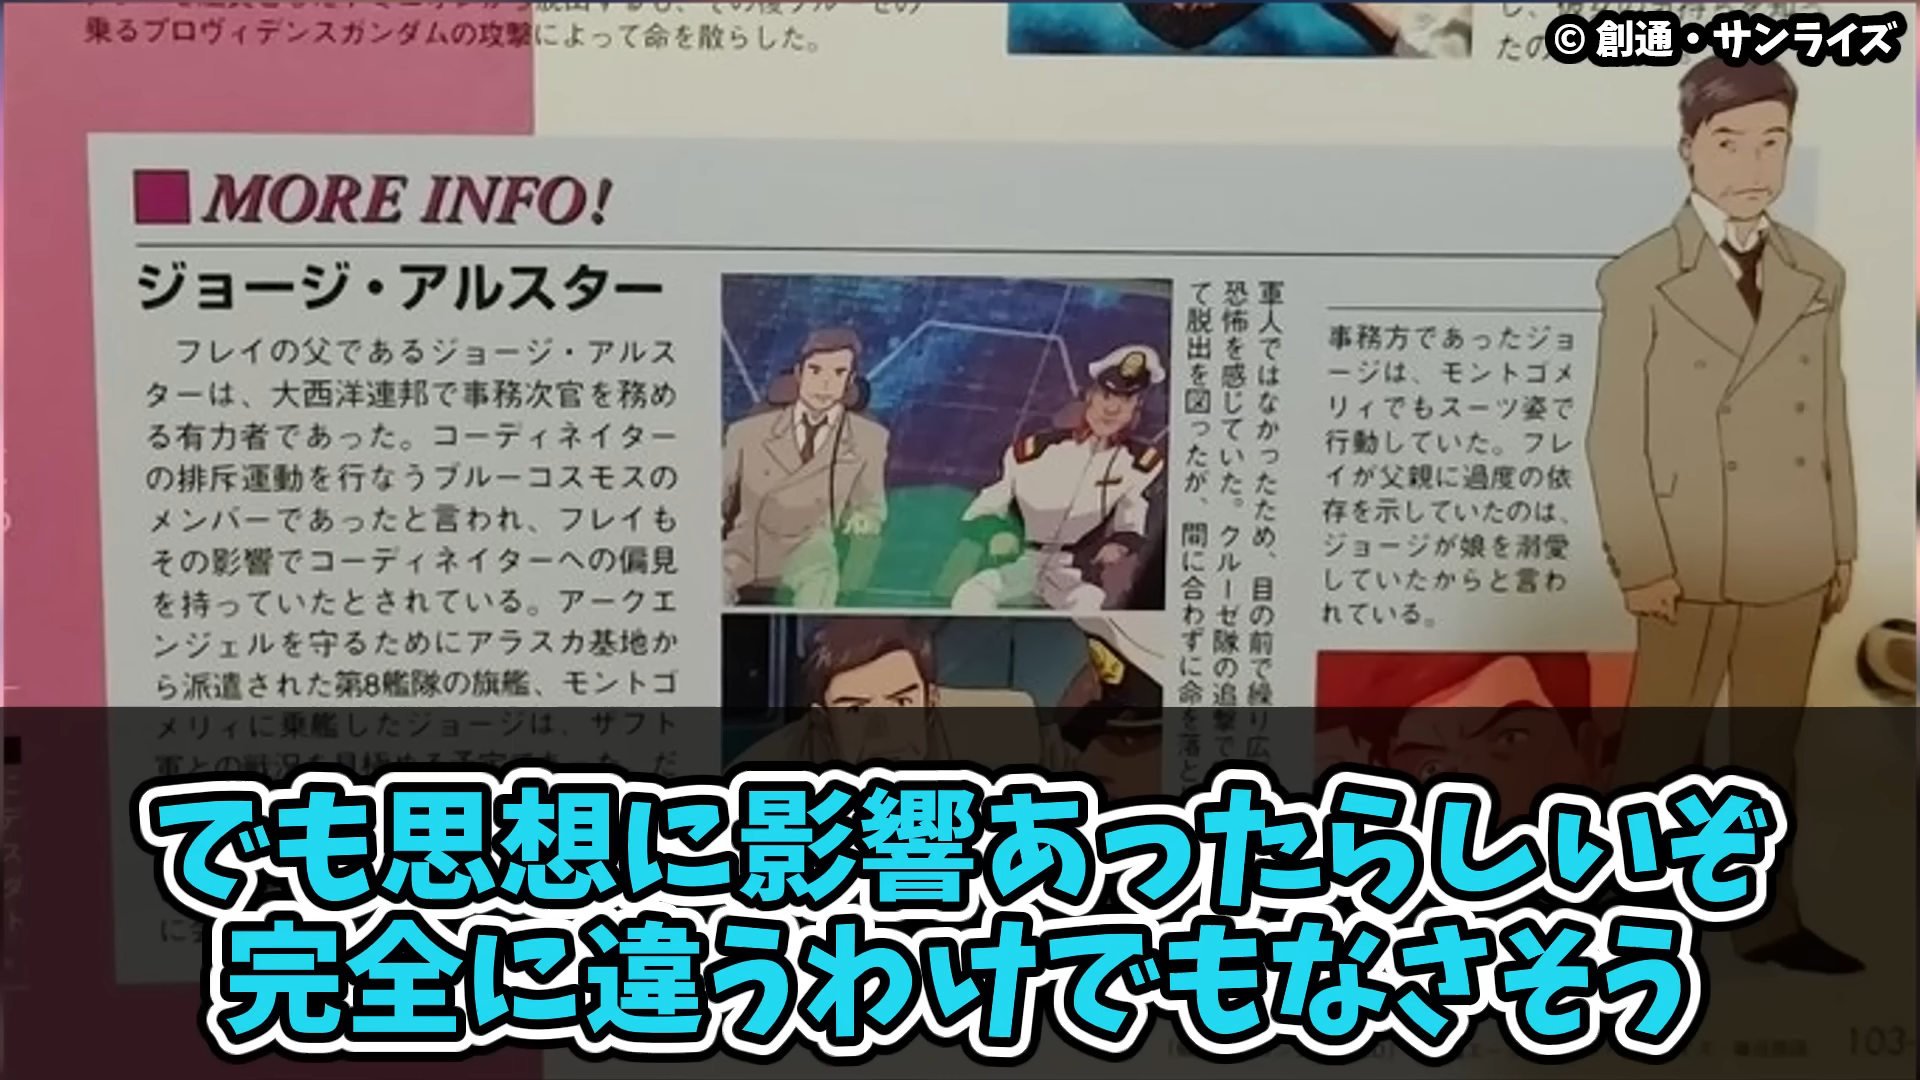 © 創通・サンライズ
乗るプロヴィデンスガンダムの攻撃によって命を散らした。
MORE INFO!
ジョージ・アルスター
フレイの父であるジョージ・アルス
ターは、大西洋連邦で事務次官を務め
る有力者であった。コーディネイター
の排斥運動を行なうブルーコスモスの
メンバーであったと言われ、フレイも
その影響でコーディネイターへの偏見
を持っていたとされている。アークエ
ンジェルを守るためにアラスカ基地か
ら派遣された第8艦隊の旗艦、モントゴ
メリィに乗艦したジョージは、ザフト
軍との戦況を見極める予定であった。だ
軍人ではなかったため、目の前で繰り広
恐怖を感じていた。クルーゼ隊の追撃で
て脱出を図ったが、間に合わずに命を落と
事務方であったジョ
ージは、モントゴメ
リィでもスーツ姿で
行動していた。フレ
イが父親に過度の依
存を示していたのは、
ジョージが娘を溺愛
していたからと言わ
れている。
でも思想に影響あったらしいぞ
完全に違うわけでもなさそう
103